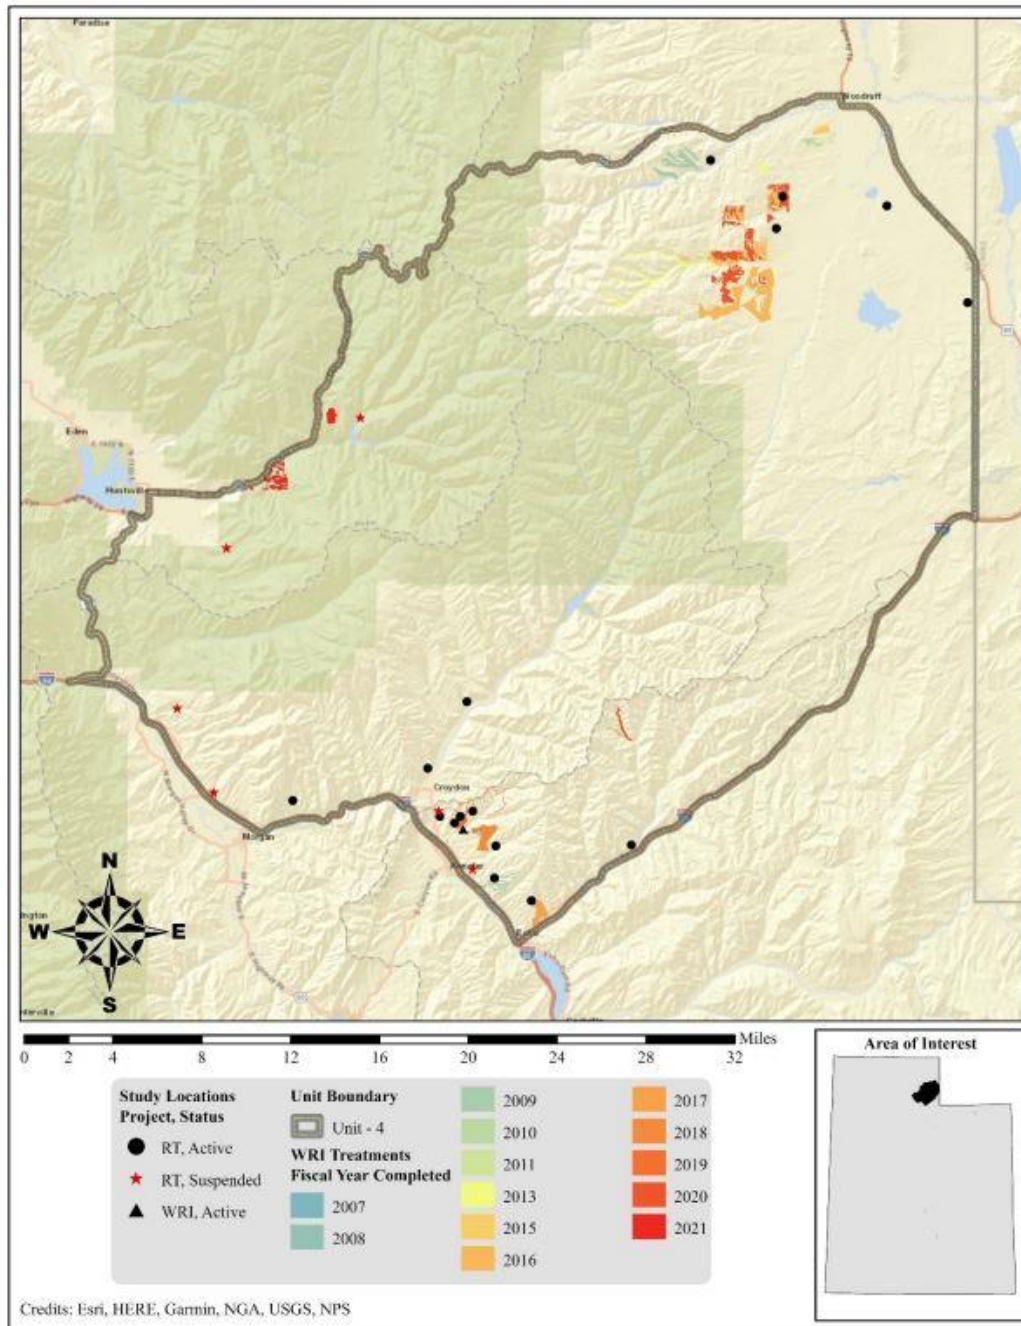 Paradise
Woodruff
Eden
Huntsville
Croydon
Morgan
N
W E
S
Miles
0 2 4 8 12 16 20 24 28 32
Area of Interest
Study Locations
Project, Status
RT, Active
RT, Suspended
WRI, Active
Unit Boundary
Unit - 4
WRI Treatments
Fiscal Year Completed
2007
2008
2009
2010
2011
2013
2015
2016
2017
2018
2019
2020
2021
Credits: Esri, HERE, Garmin, NGA, USGS, NPS